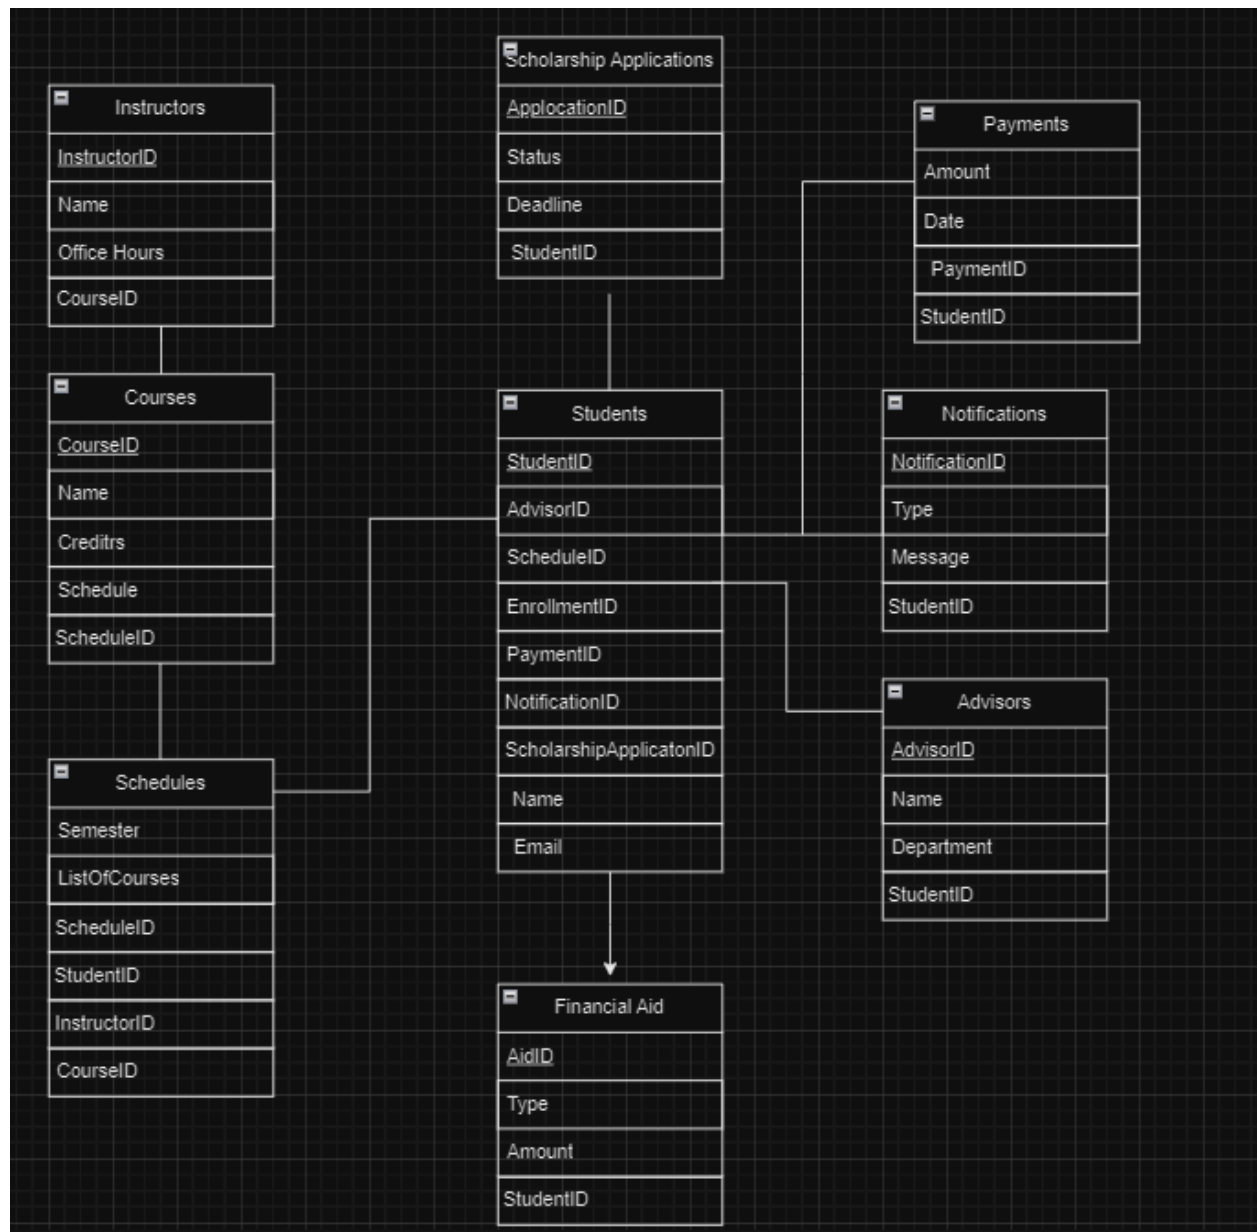 Instructors
InstructorID
Name
Office Hours
CourseID
Courses
CourseID
Name
Creditrs
Schedule
ScheduleID
Schedules
Semester
ListOfCourses
ScheduleID
StudentID
InstructorID
CourseID
Scholarship Applications
ApplocationID
Status
Deadline
StudentID
Students
StudentID
AdvisorID
ScheduleID
EnrollmentID
PaymentID
NotificationID
ScholarshipApplicatonID
Name
Email
Financial Aid
AidID
Type
Amount
StudentID
Payments
Amount
Date
PaymentID
StudentID
Notifications
NotificationID
Type
Message
StudentID
Advisors
AdvisorID
Name
Department
StudentID